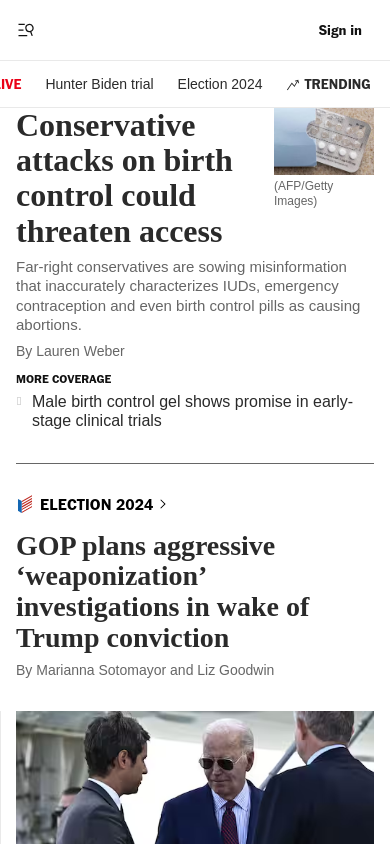 Sign in
IVE Hunter Biden trial Election 2024 TRENDING
Conservative
attacks on birth
control could
threaten access
(AFP/Getty
Images)
Far-right conservatives are sowing misinformation
that inaccurately characterizes IUDs, emergency
contraception and even birth control pills as causing
abortions.
By Lauren Weber
MORE COVERAGE
Male birth control gel shows promise in early-
stage clinical trials
ELECTION 2024
GOP plans aggressive
‘weaponization’
investigations in wake of
Trump conviction
By Marianna Sotomayor and Liz Goodwin